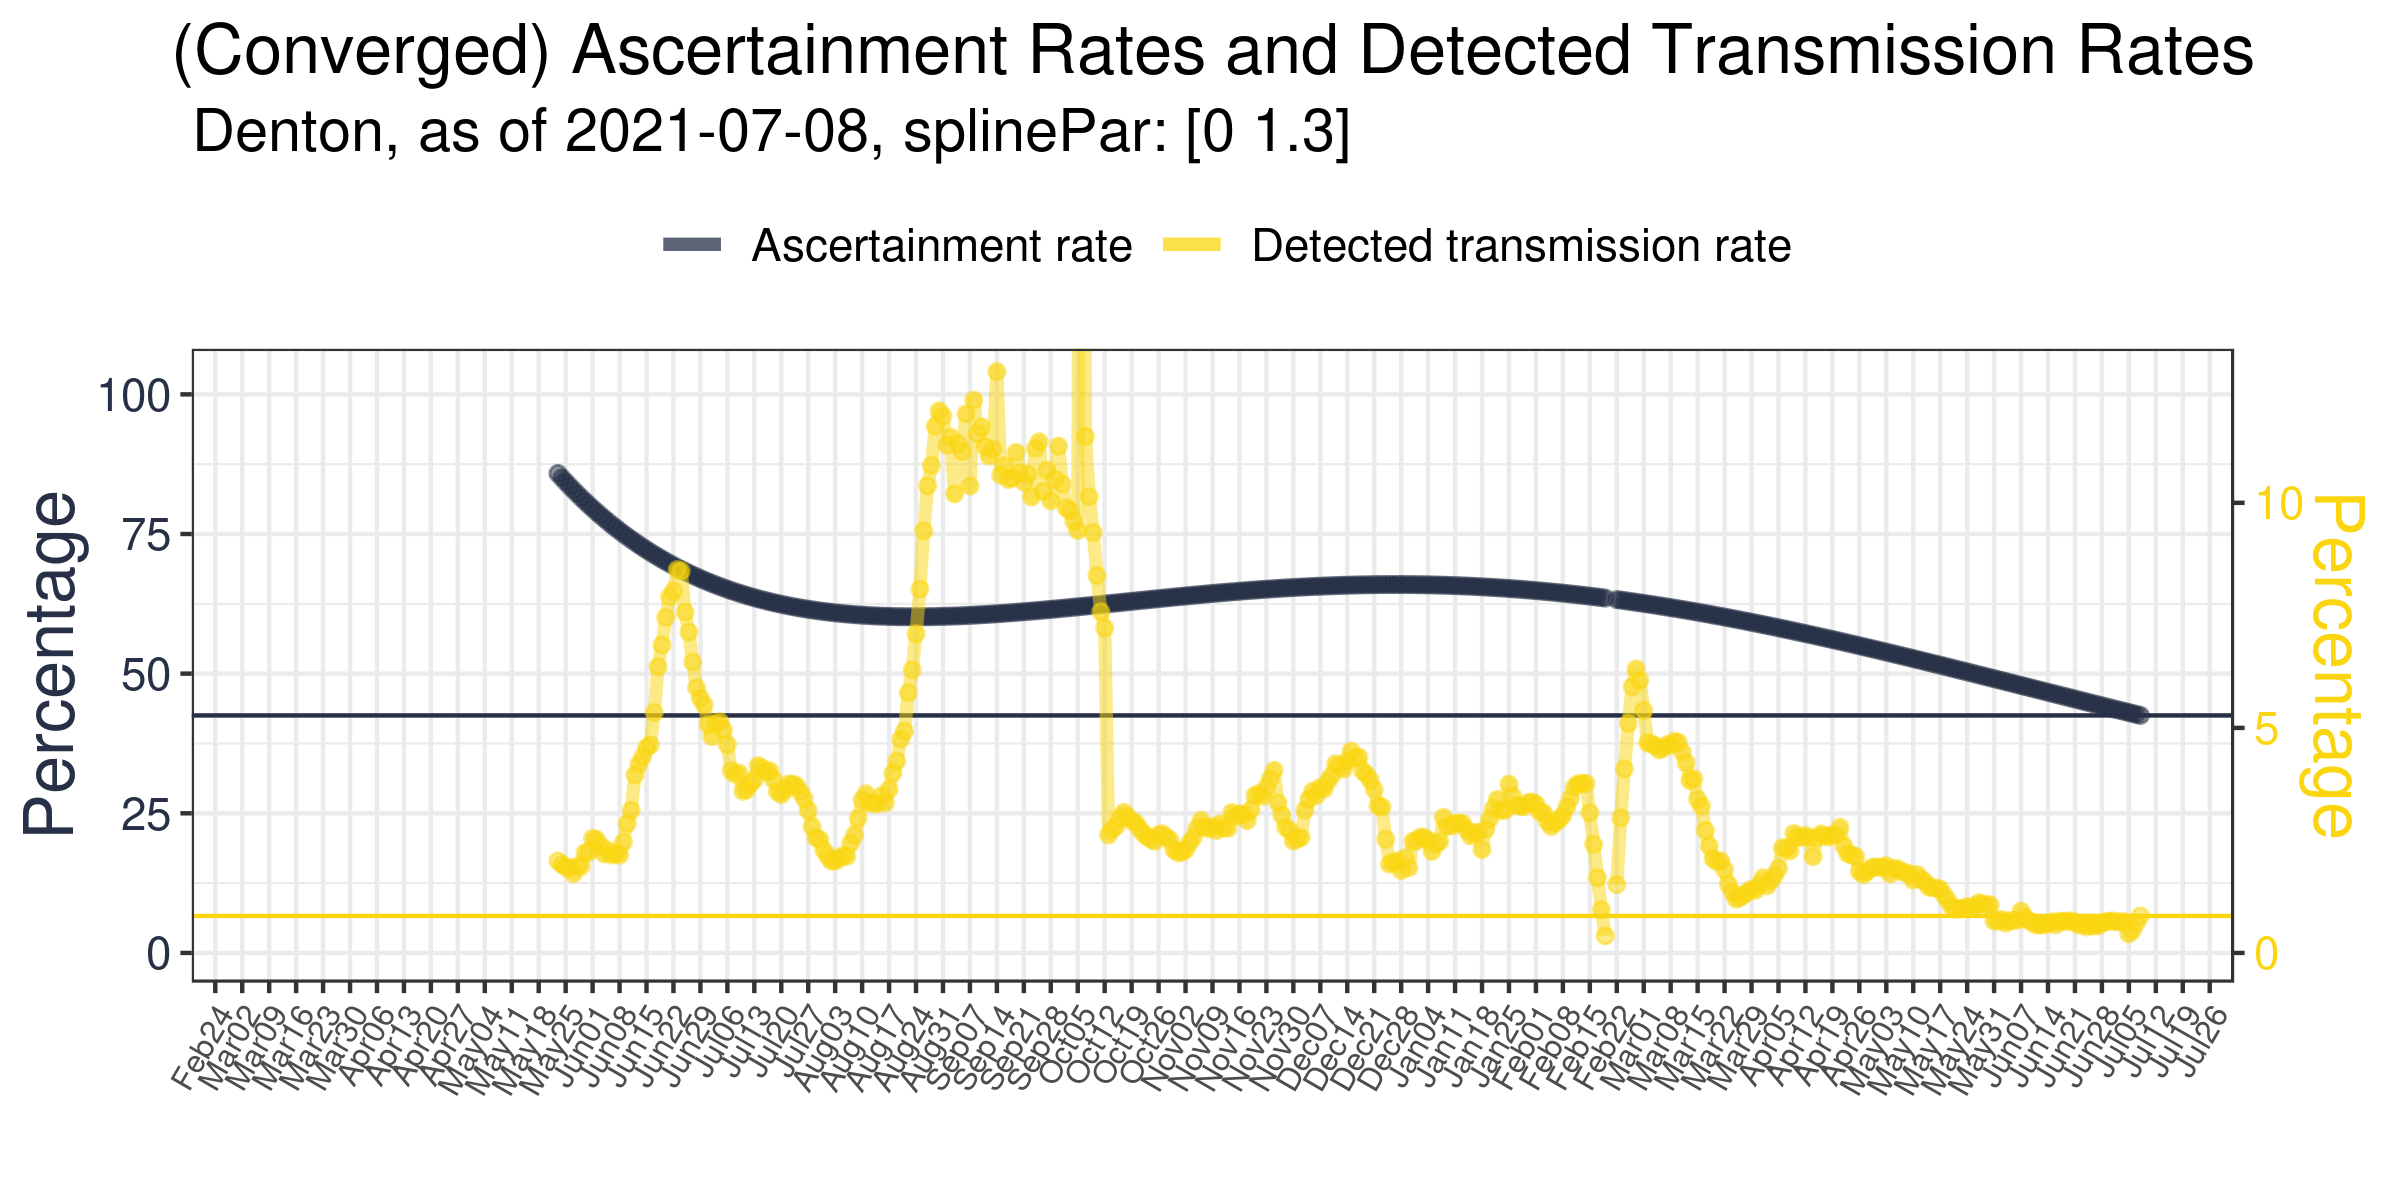 (Converged) Ascertainment Rates and Detected Transmission Rates
Denton, as of 2021-07-08, splinePar: [0 1.3]
Ascertainment rate
Detected transmission rate
Percentage
100
75
50
25
0
10
5
0
Percentage
Feb24
Mar02
Mar09
Mar16
Mar23
Mar30
Apr06
Apr13
Apr20
Apr27
May04
May11
May18
May25
Jun01
Jun08
Jun15
Jun22
Jun29
Jul06
Jul13
Jul20
Jul27
Aug03
Aug10
Aug17
Aug24
Aug31
Sep07
Sep14
Sep21
Sep28
Oct05
Oct12
Oct19
Oct26
Nov02
Nov09
Nov16
Nov23
Nov30
Dec07
Dec14
Dec21
Dec28
Jan04
Jan11
Jan18
Jan25
Feb01
Feb08
Feb15
Feb22
Mar01
Mar08
Mar15
Mar22
Mar29
Apr05
Apr12
Apr19
Apr26
May03
May10
May17
May24
May31
Jun07
Jun14
Jun21
Jun28
Jul05
Jul12
Jul19
Jul26